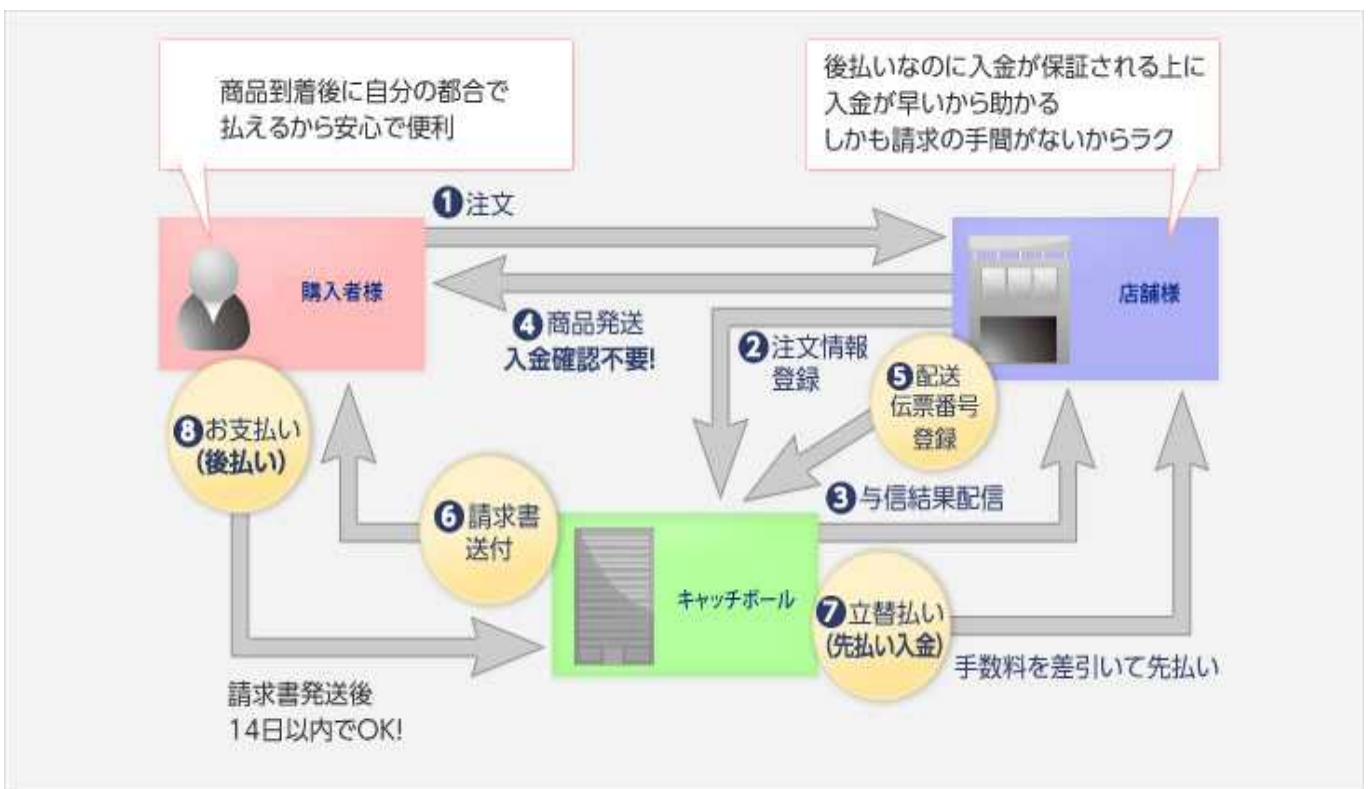 商品到着後に自分の都合で
払えるから安心で便利
後払いなのに入金が保証される上に
入金が早いから助かる
しかも請求の手間がないからラク
❶注文
購入者様
店舗様
❹商品発送
入金確認不要!
❷注文情報
登録
❺配送
伝票番号
登録
❽お支払い
(後払い)
❸与信結果配信
❻請求書
送付
キャッチボール
❼立替払い
(先払い入金)
手数料を差引いて先払い
請求書発送後
14日以内でOK!